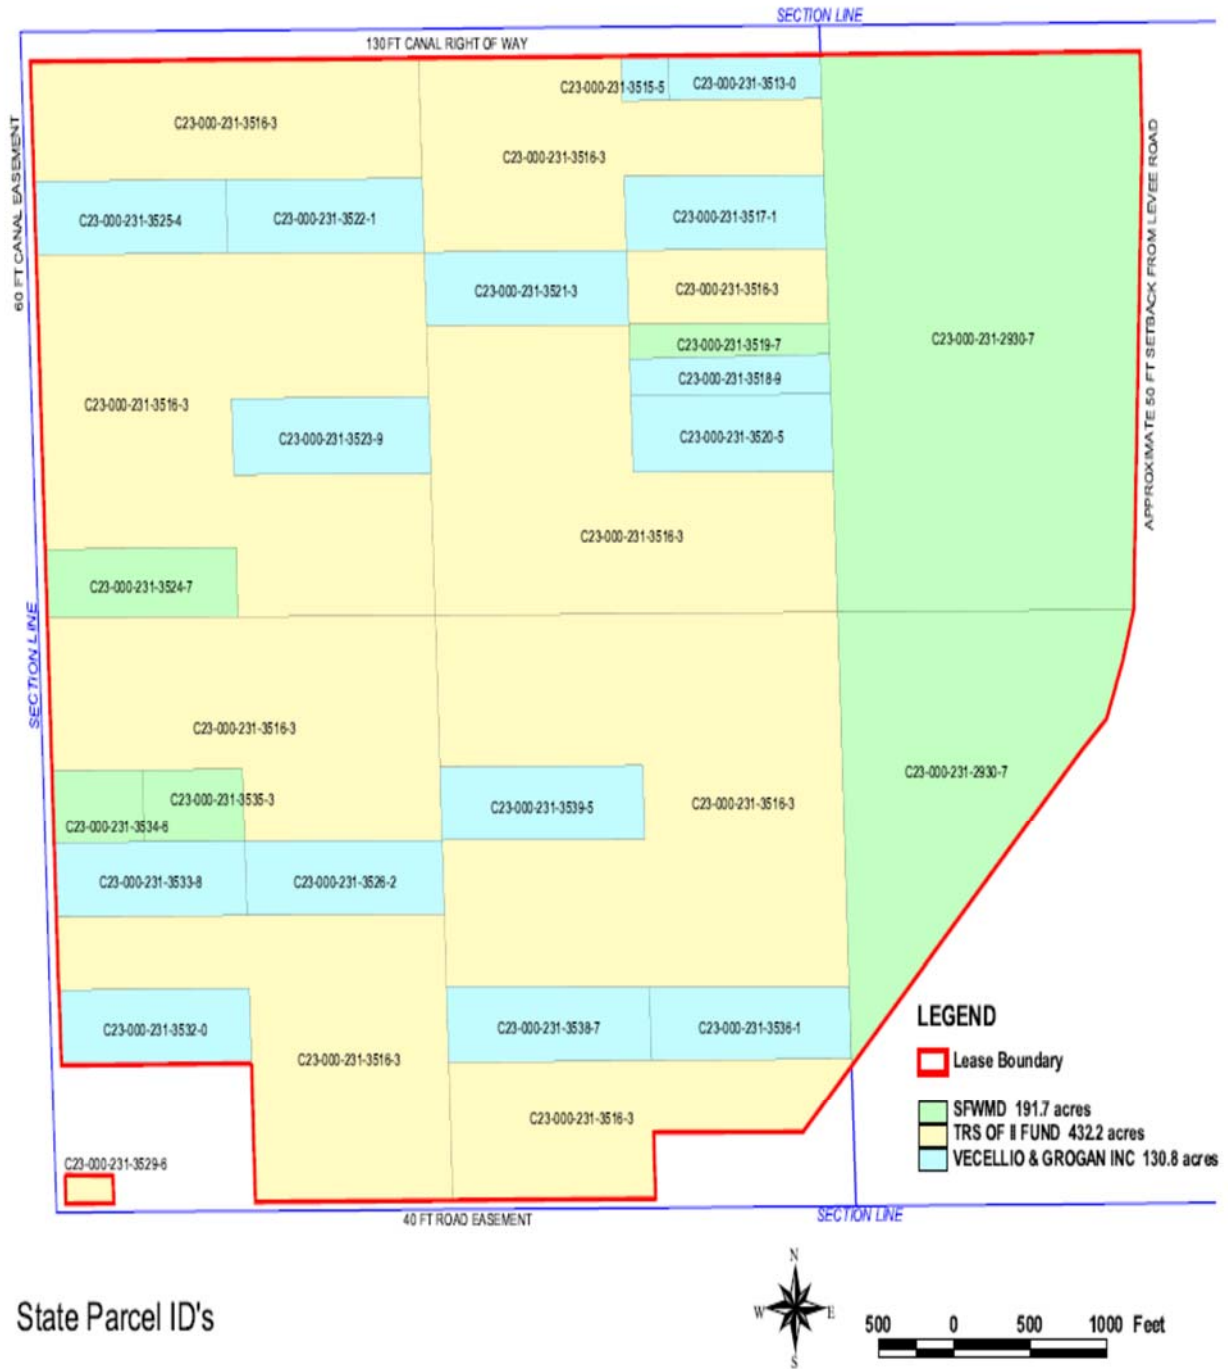 SECTION LINE
130 FT CANAL RIGHT OF WAY
C23-000-231-3515-5
C23-000-231-3513-0
C23-000-231-3516-3
C23-000-231-3516-3
60 FT CANAL EASEMENT
APPROXIMATE 50 FT SETBACK FROM LEVEE ROAD
C23-000-231-3525-4
C23-000-231-3522-1
C23-000-231-3517-1
C23-000-231-3521-3
C23-000-231-3516-3
C23-000-231-2930-7
C23-000-231-3519-7
C23-000-231-3518-9
C23-000-231-3516-3
C23-000-231-3523-9
C23-000-231-3520-5
C23-000-231-3516-3
C23-000-231-3524-7
SECTION LINE
C23-000-231-3516-3
C23-000-231-2930-7
C23-000-231-3535-3
C23-000-231-3539-5
C23-000-231-3516-3
C23-000-231-3534-6
C23-000-231-3533-8
C23-000-231-3526-2
C23-000-231-3532-0
C23-000-231-3538-7
C23-000-231-3536-1
C23-000-231-3516-3
C23-000-231-3516-3
C23-000-231-3529-6
LEGEND
Lease Boundary
SFWMD 191.7 acres
TRS OF II FUND 432.2 acres
VECELLIO & GROGAN INC 130.8 acres
40 FT ROAD EASEMENT
SECTION LINE
State Parcel ID's
N
W
E
S
500 0 500 1000 Feet